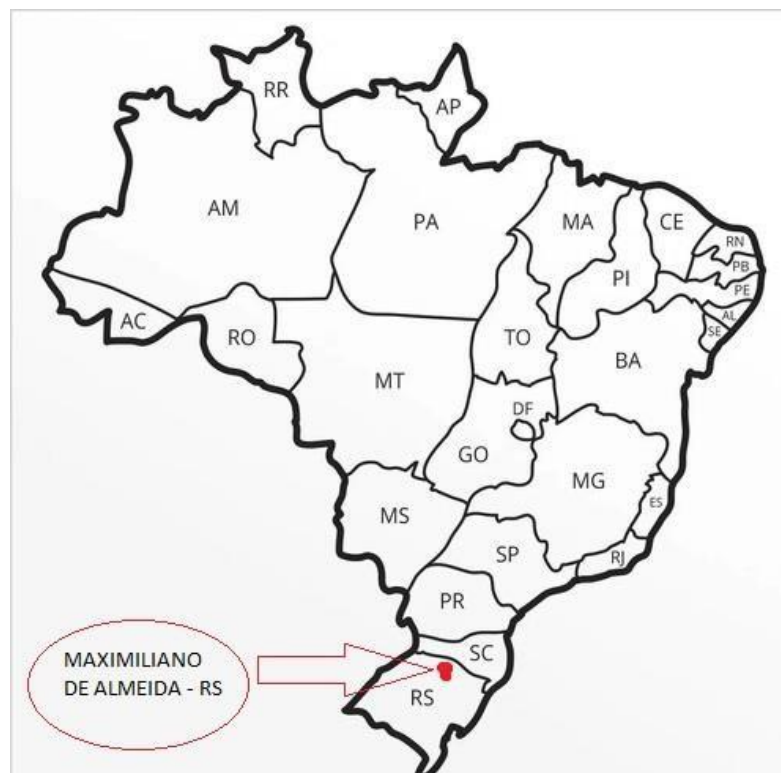 RR
AP
AM
PA
MA
CE
RN
PB
PE
AL
SE
PI
AC
RO
TO
BA
MT
DF
GO
MG
ES
MS
SP
RJ
PR
SC
RS
MAXIMILIANO
DE ALMEIDA - RS